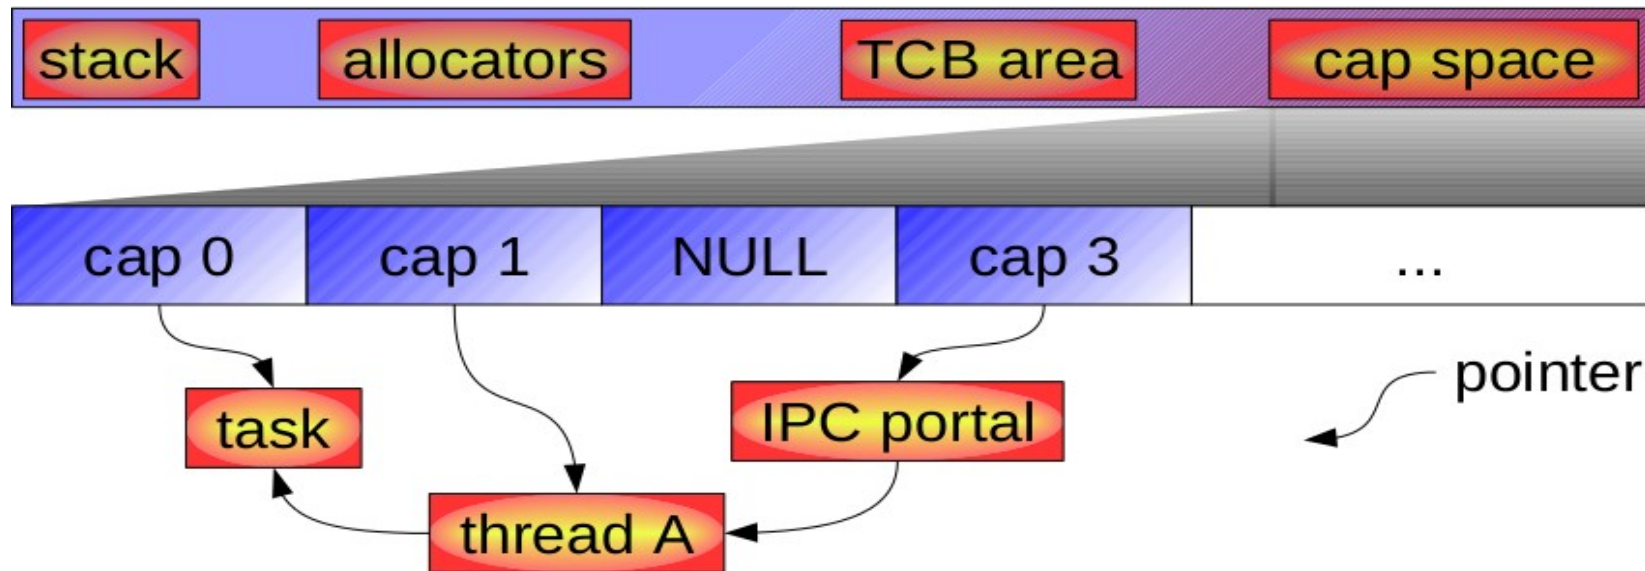 stack allocators TCB area cap space
cap 0 cap 1 NULL cap 3 ...
pointer
task IPC portal
thread A